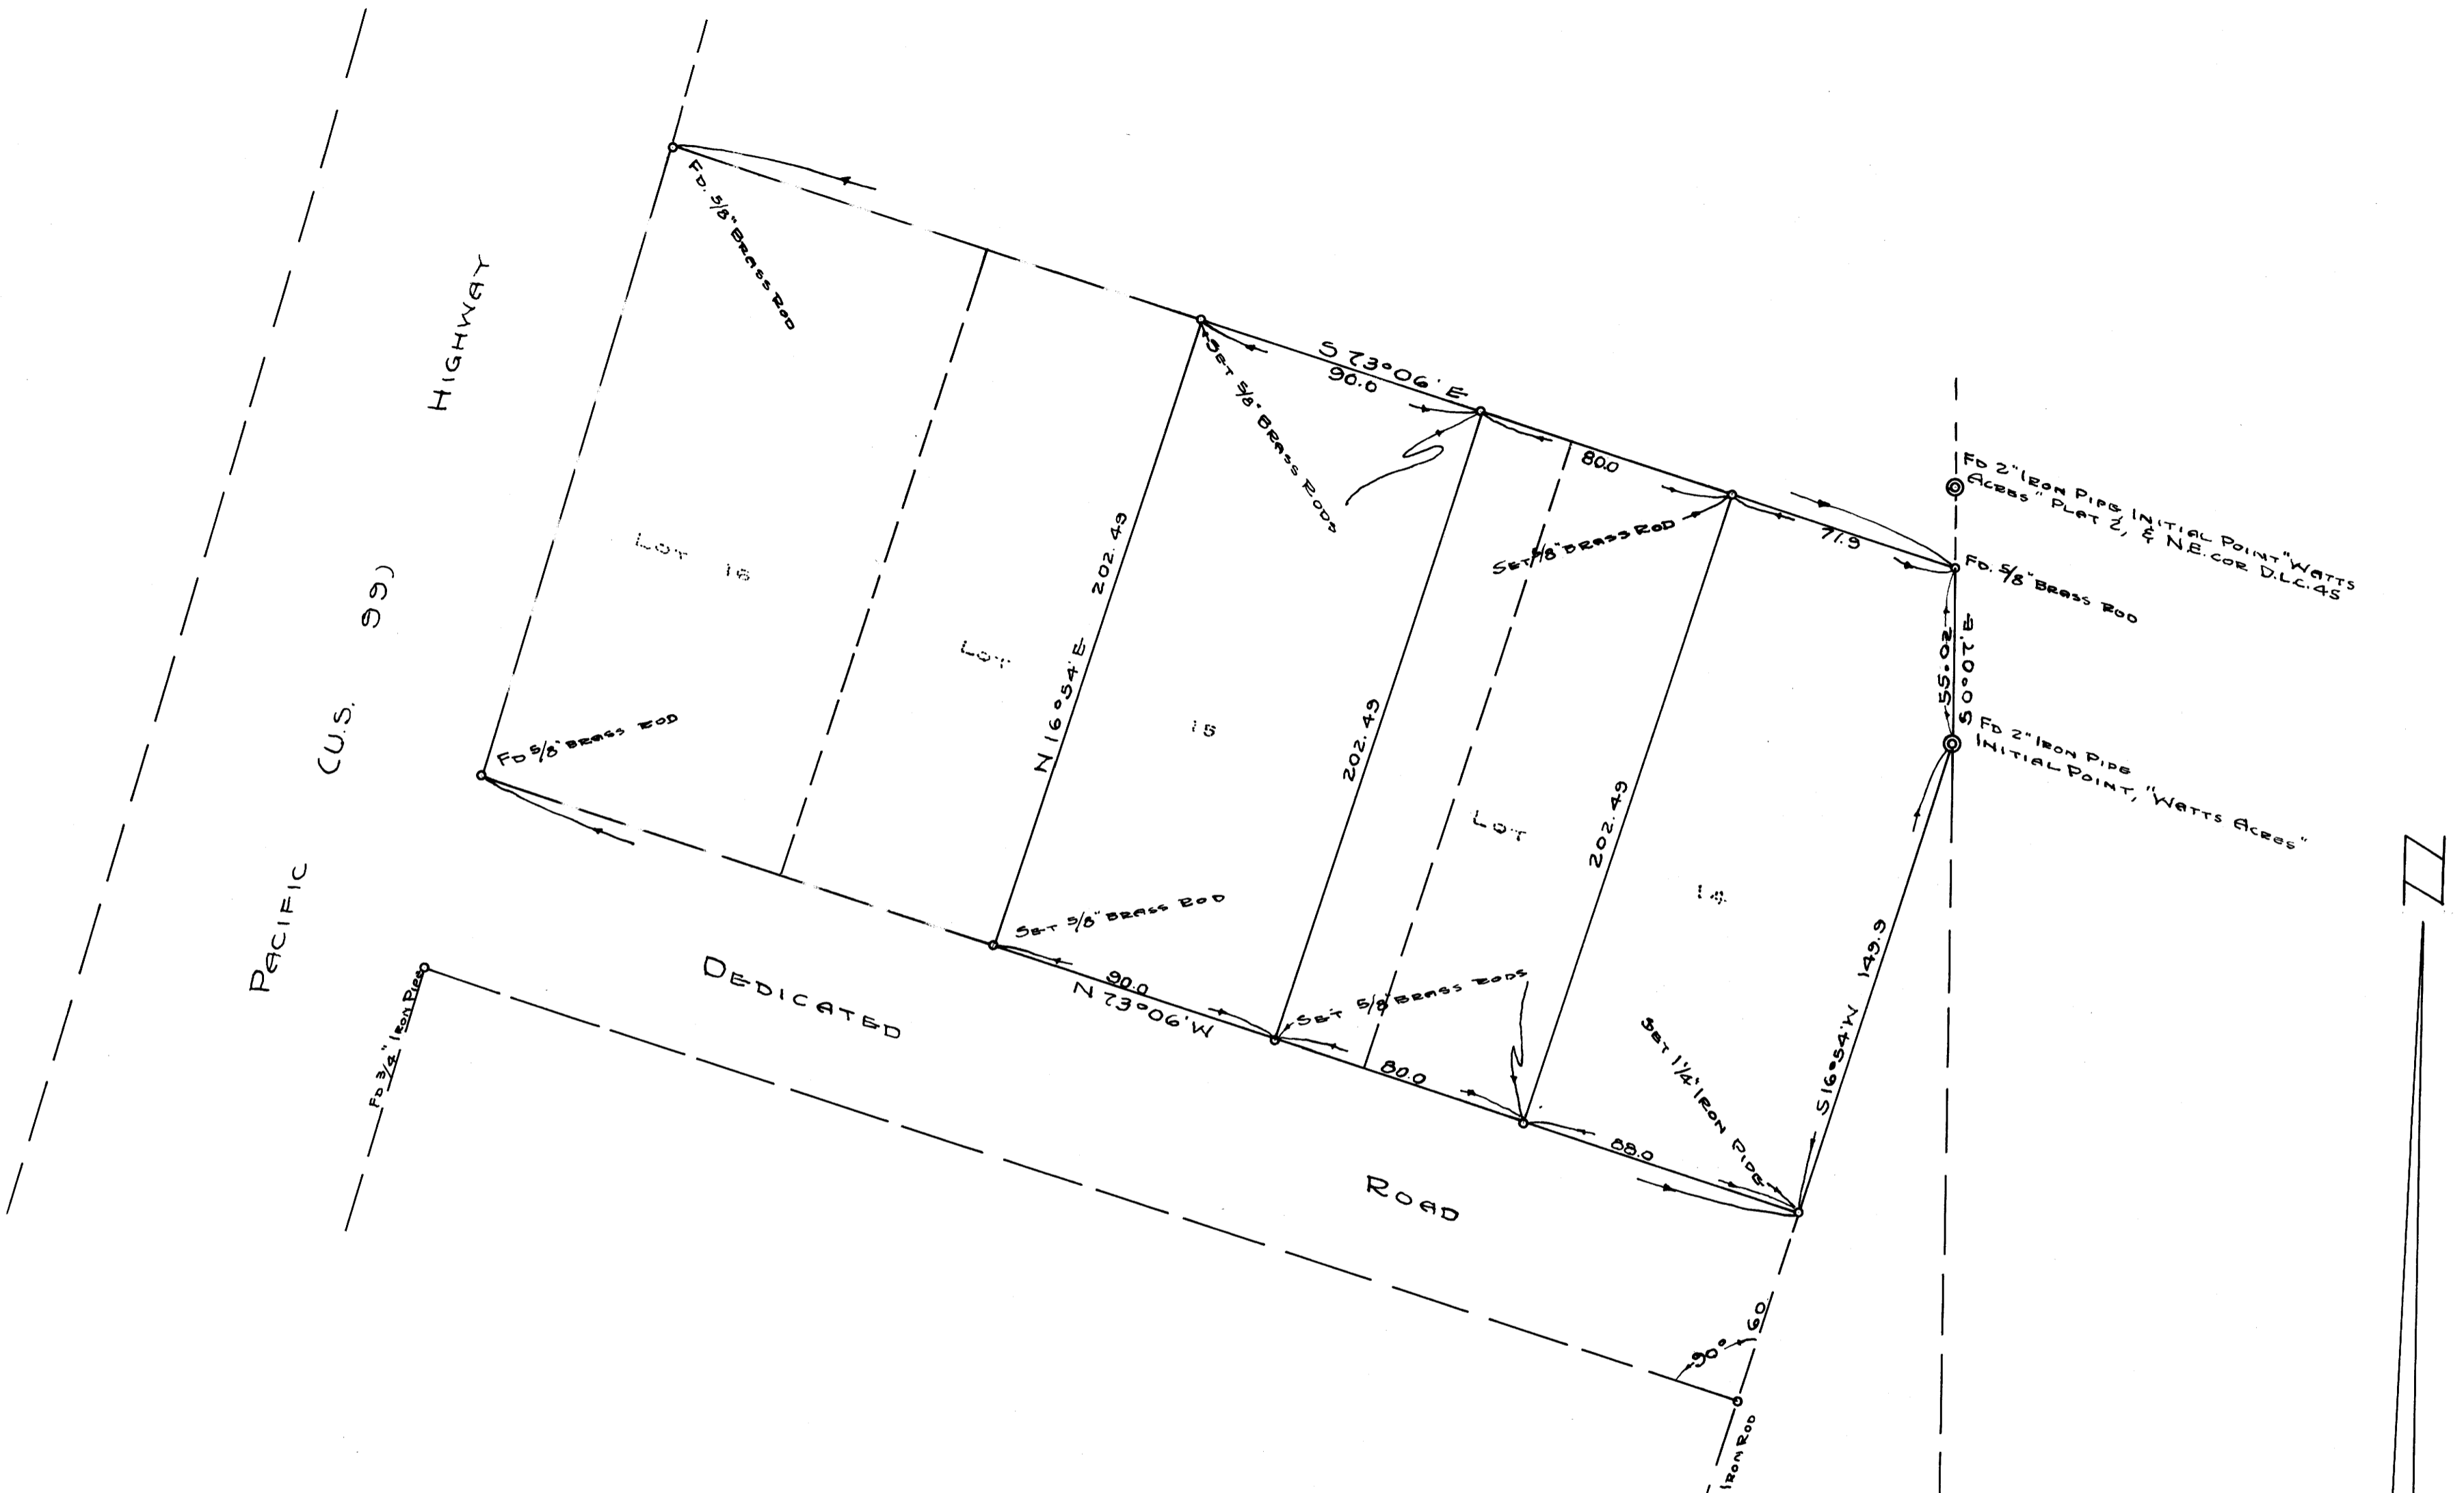 PACIFIC
(U.S. 99)
HIGHWAY
FD. 5/8" BRASS ROD
SET 5/8" BRASS RODS
S 73°06' E
90.0
80.0
71.9
SET 5/8" BRASS ROD
FD 2" IRON PIPE INITIAL POINT "WATTS
ACRES" PLAT 2, & N.E. COR D.L.C. 45
FD. 5/8" BRASS ROD
55.02
S 0°07' E
FD 2" IRON PIPE
INITIAL POINT, "WATTS ACRES"
LOT 16
LOT 15
LOT 14
N 16°54' E 202.49
202.49
202.49
S 16°54' W 149.9
FD 5/8" BRASS ROD
SET 5/8" BRASS ROD
SET 5/8" BRASS RODS
SET 1 1/4" IRON PIPE
90.0
N 73°06' W
80.0
88.0
DEDICATED
ROAD
FD 3/4" IRON PIPE
90°
60.
IRON ROD
N